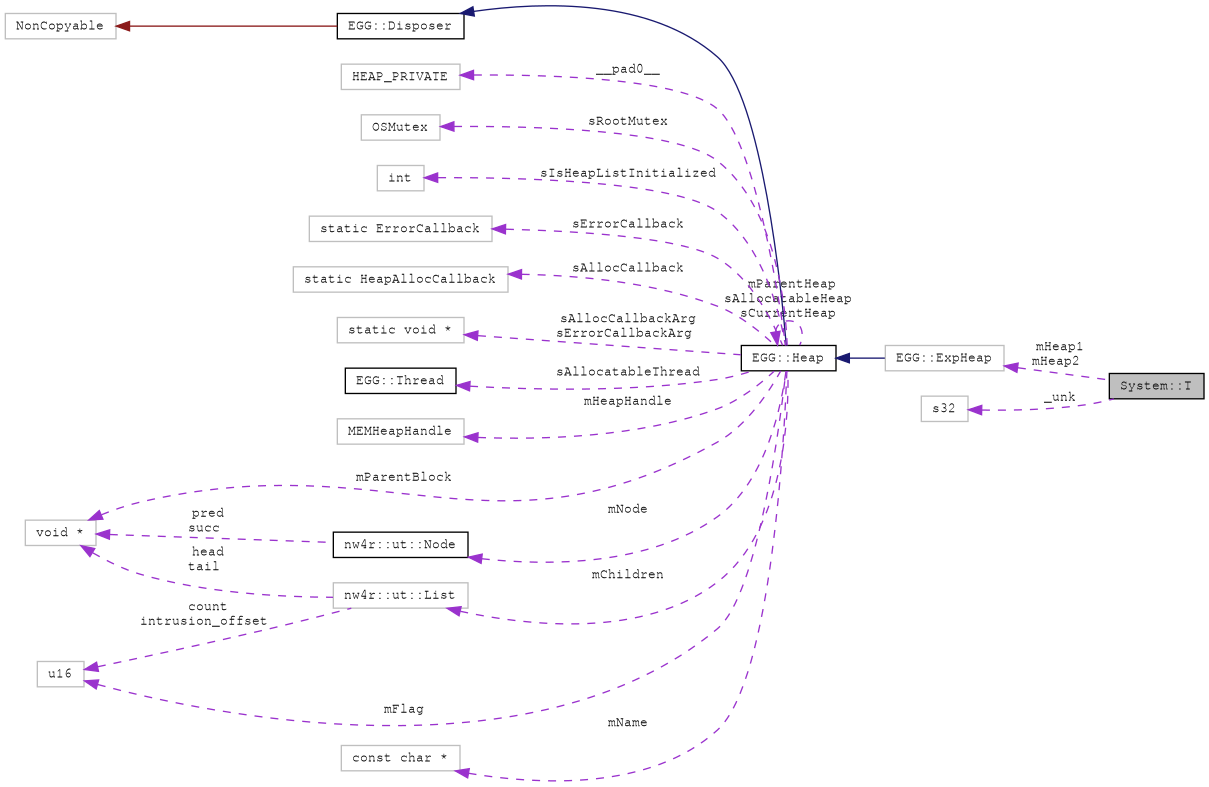 NonCopyable
EGG::Disposer
HEAP_PRIVATE
__pad0__
OSMutex
sRootMutex
int
sIsHeapListInitialized
static ErrorCallback
sErrorCallback
static HeapAllocCallback
sAllocCallback
mParentHeap
sAllocatableHeap
sCurrentHeap
static void *
sAllocCallbackArg
sErrorCallbackArg
EGG::Heap
EGG::ExpHeap
mHeap1
mHeap2
System::T
EGG::Thread
sAllocatableThread
s32
_unk
MEMHeapHandle
mHeapHandle
mParentBlock
void *
pred
succ
nw4r::ut::Node
mNode
head
tail
nw4r::ut::List
mChildren
count
intrusion_offset
u16
mFlag
mName
const char *